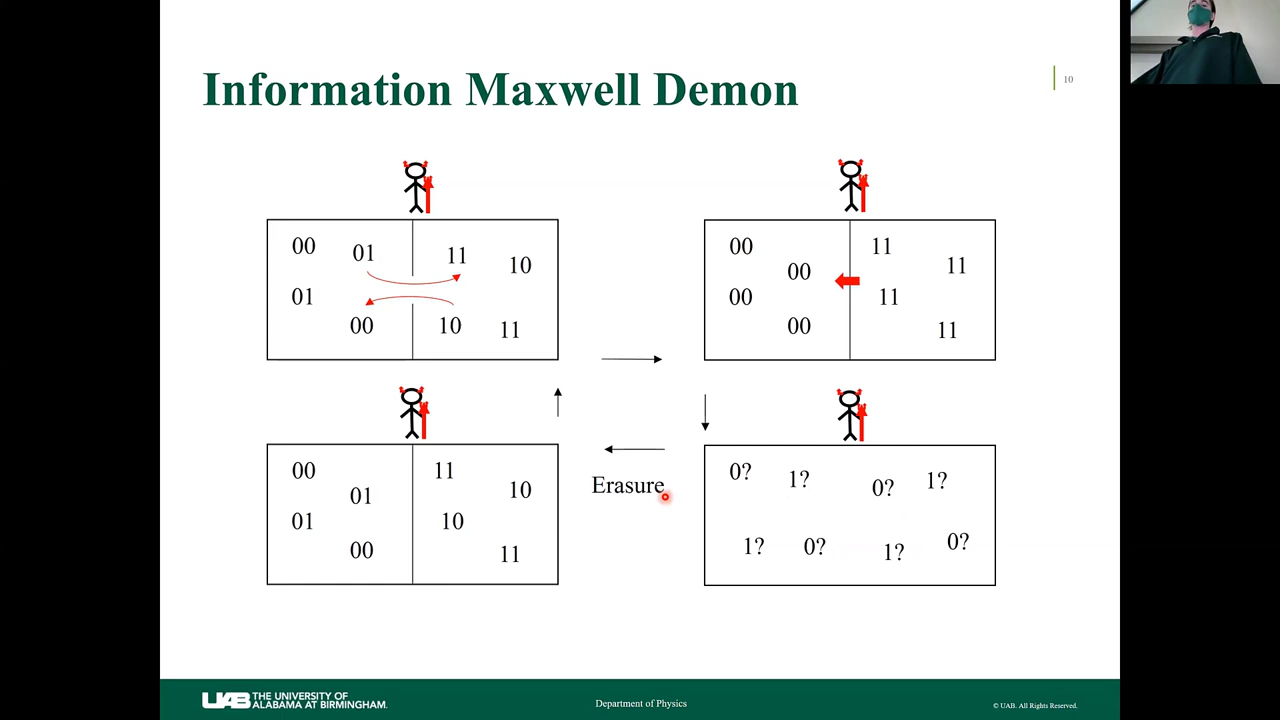 Information Maxwell Demon
10
00 01 11 10
01
00 10 11
00 11
00 11
00 11
00 11
00 11
01 10
01 10
00 11
0? 1? 0? 1?
1? 0? 1? 0?
Erasure
UAB THE UNIVERSITY OF
ALABAMA AT BIRMINGHAM.
Department of Physics
© UAB. All Rights Reserved.